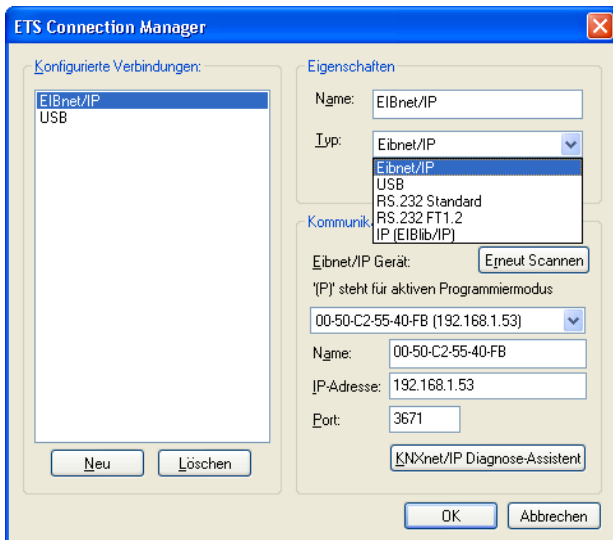 ETS Connection Manager
Konfigurierte Verbindungen:
EIBnet/IP
USB
Neu
Löschen
Eigenschaften
Name:
EIBnet/IP
Typ:
Eibnet/IP
Eibnet/IP
USB
RS.232 Standard
RS.232 FT1.2
IP (EIBlib/IP)
Kommunik
Eibnet/IP Gerät:
Erneut Scannen
'(P)' steht für aktiven Programmiermodus
00-50-C2-55-40-FB (192.168.1.53)
Name:
00-50-C2-55-40-FB
IP-Adresse:
192.168.1.53
Port:
3671
KNXnet/IP Diagnose-Assistent
OK
Abbrechen